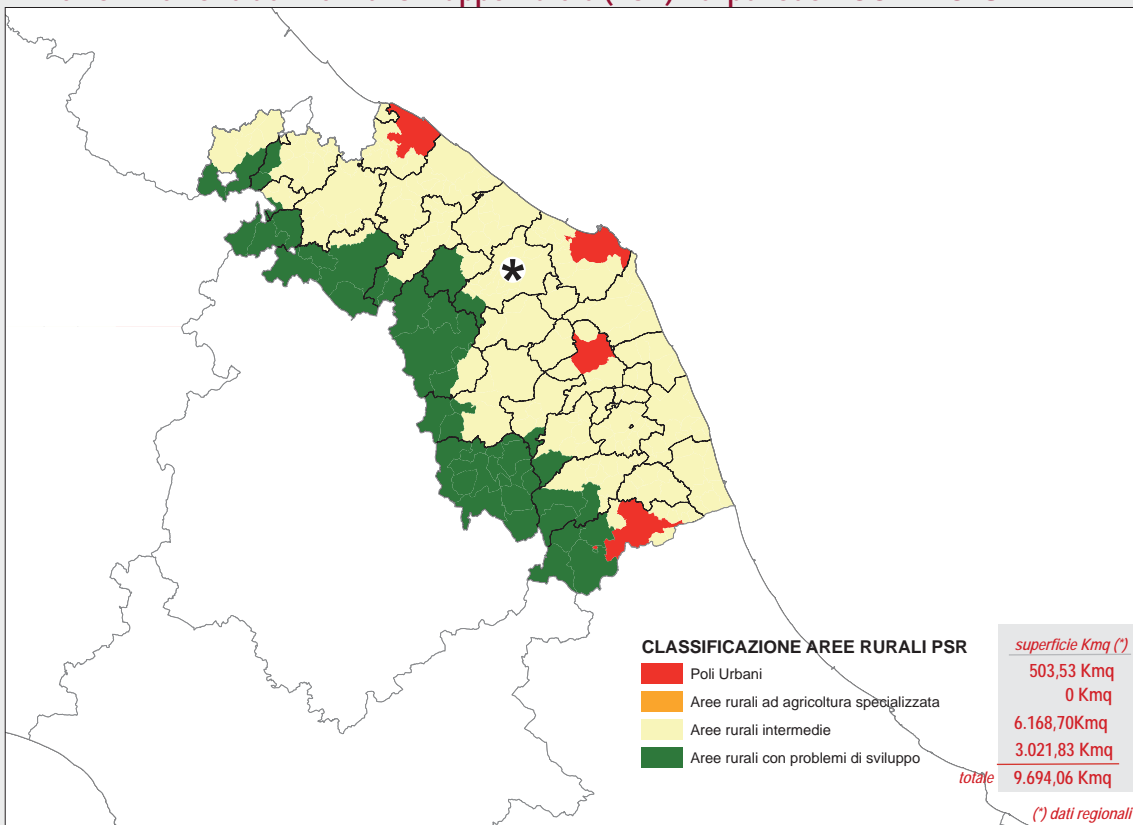 *
CLASSIFICAZIONE AREE RURALI PSR
superficie Kmq (*)
Poli Urbani
503,53 Kmq
Aree rurali ad agricoltura specializzata
0 Kmq
Aree rurali intermedie
6.168,70Kmq
Aree rurali con problemi di sviluppo
3.021,83 Kmq
totale 9.694,06 Kmq
(*) dati regionali